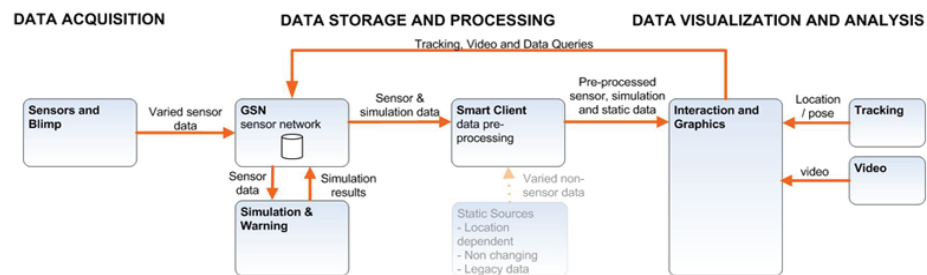 DATA ACQUISITION
DATA STORAGE AND PROCESSING
DATA VISUALIZATION AND ANALYSIS
Tracking, Video and Data Queries
Sensors and
Blimp
Varied sensor
data
GSN
sensor network
Sensor &
simulation data
Smart Client
data pre-
processing
Pre-processed
sensor, simulation
and static data
Interaction and
Graphics
Location
/ pose
Tracking
video
Video
Sensor
data
Simulation
results
Simulation &
Warning
Varied non-
sensor data
Static Sources
- Location
dependent
- Non changing
- Legacy data